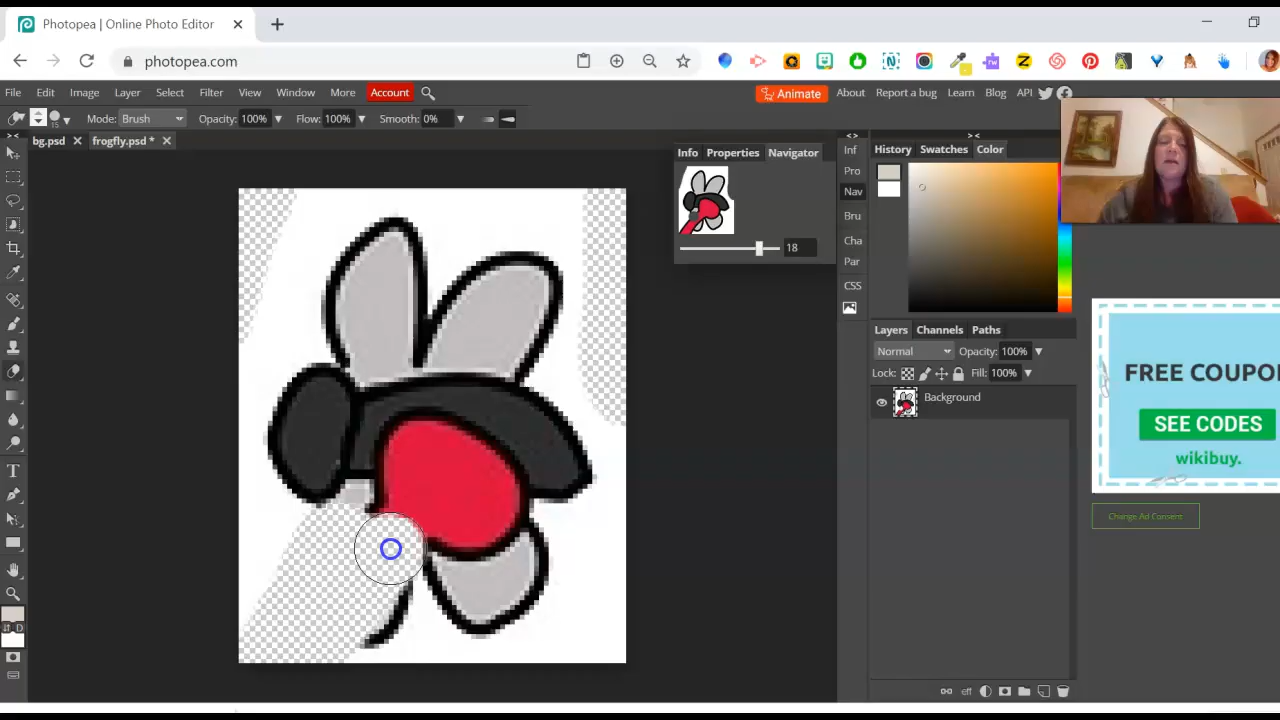 Photopea | Online Photo Editor
photopea.com
File Edit Image Layer Select Filter View Window More Account
Animate About Report a bug Learn Blog API
15 Mode: Brush Opacity: 100% Flow: 100% Smooth: 0%
bg.psd frogfly.psd *
Info Properties Navigator
18
Inf
Pro
Nav
Bru
Cha
Par
CSS
History Swatches Color
Layers Channels Paths
Normal Opacity: 100%
Lock: Fill: 100%
Background
eff
FREE COUPO
SEE CODES
wikibuy.
Change Ad Consent
T
D